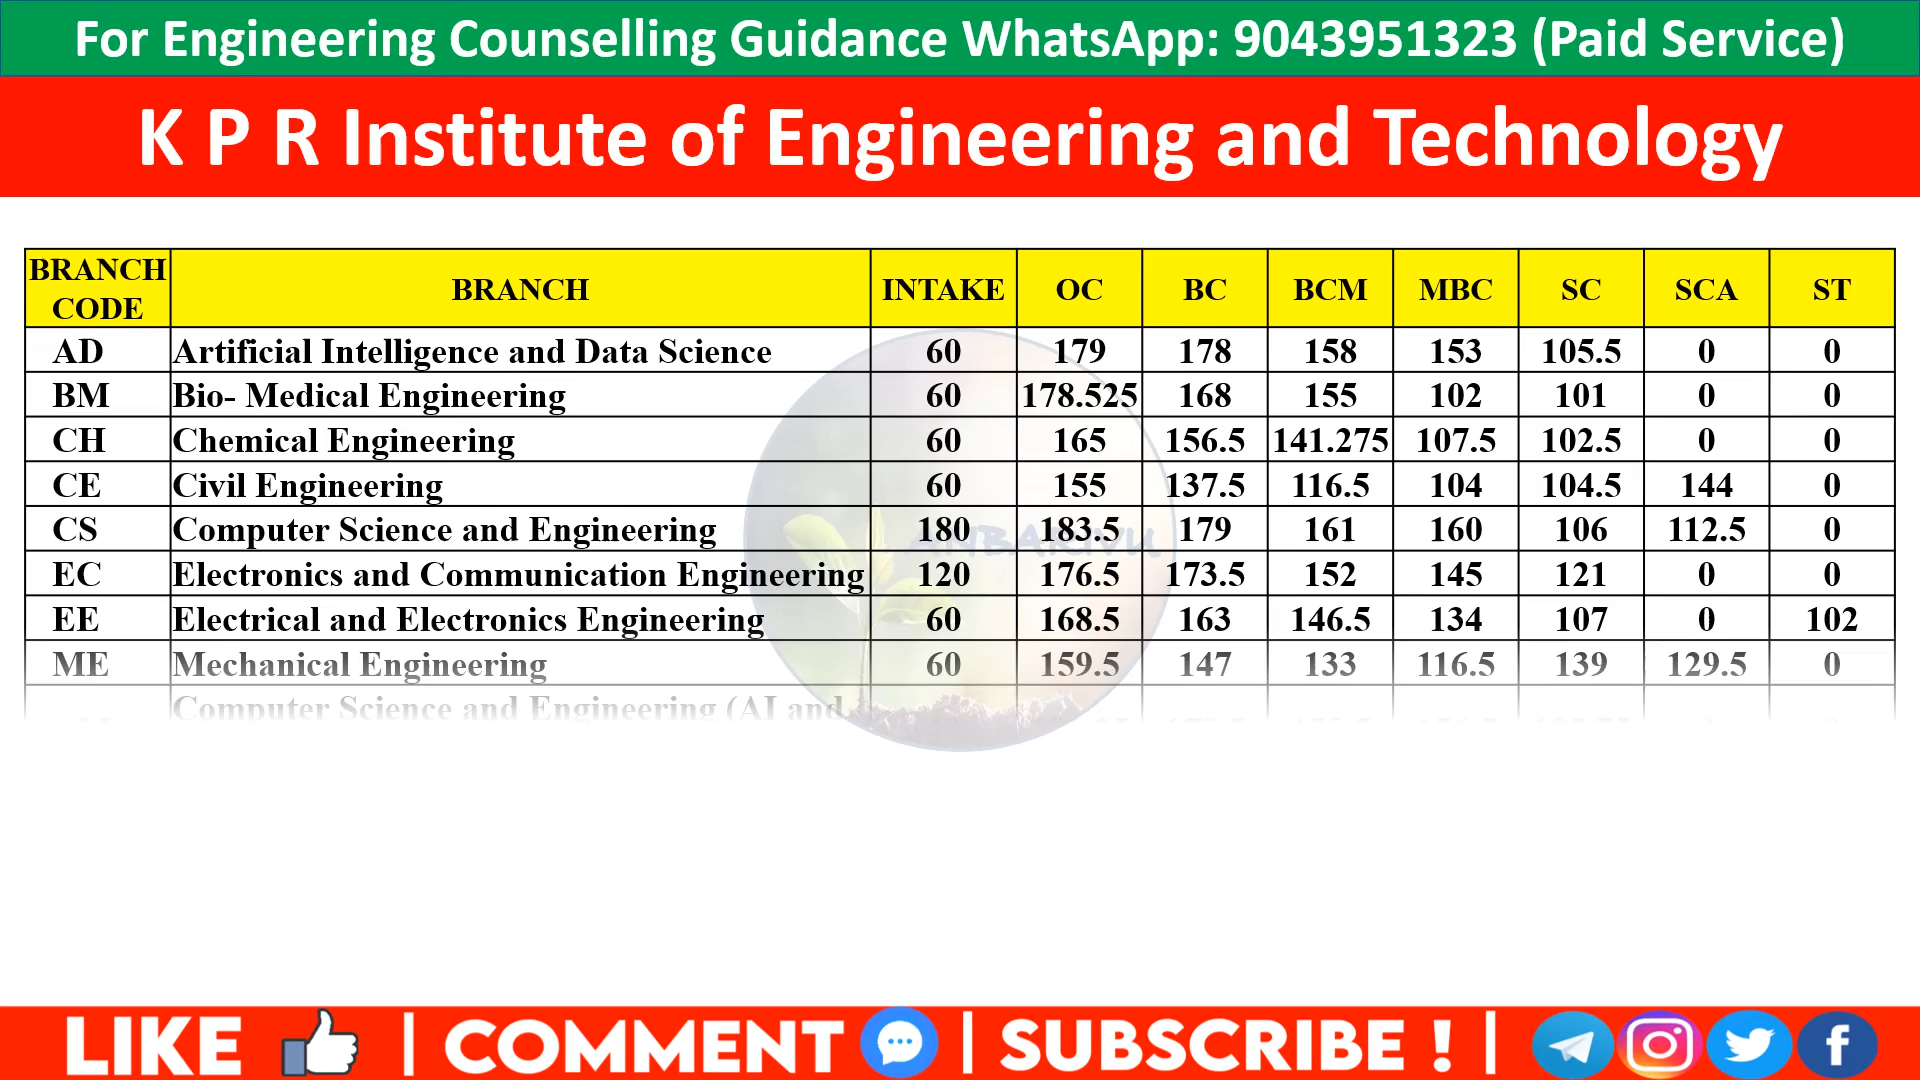 For Engineering Counselling Guidance WhatsApp: 9043951323 (Paid Service)
K P R Institute of Engineering and Technology
BRANCH CODE BRANCH INTAKE OC BC BCM MBC SC SCA ST
AD Artificial Intelligence and Data Science 60 179 178 158 153 105.5 0 0
BM Bio- Medical Engineering 60 178.525 168 155 102 101 0 0
CH Chemical Engineering 60 165 156.5 141.275 107.5 102.5 0 0
CE Civil Engineering 60 155 137.5 116.5 104 104.5 144 0
CS Computer Science and Engineering 180 183.5 179 161 160 106 112.5 0
ANBARIVU
EC Electronics and Communication Engineering 120 176.5 173.5 152 145 121 0 0
EE Electrical and Electronics Engineering 60 168.5 163 146.5 134 107 0 102
ME Mechanical Engineering 60 159.5 147 133 116.5 139 129.5 0
Computer Science and Engineering (AI and
LIKE | COMMENT | SUBSCRIBE ! |